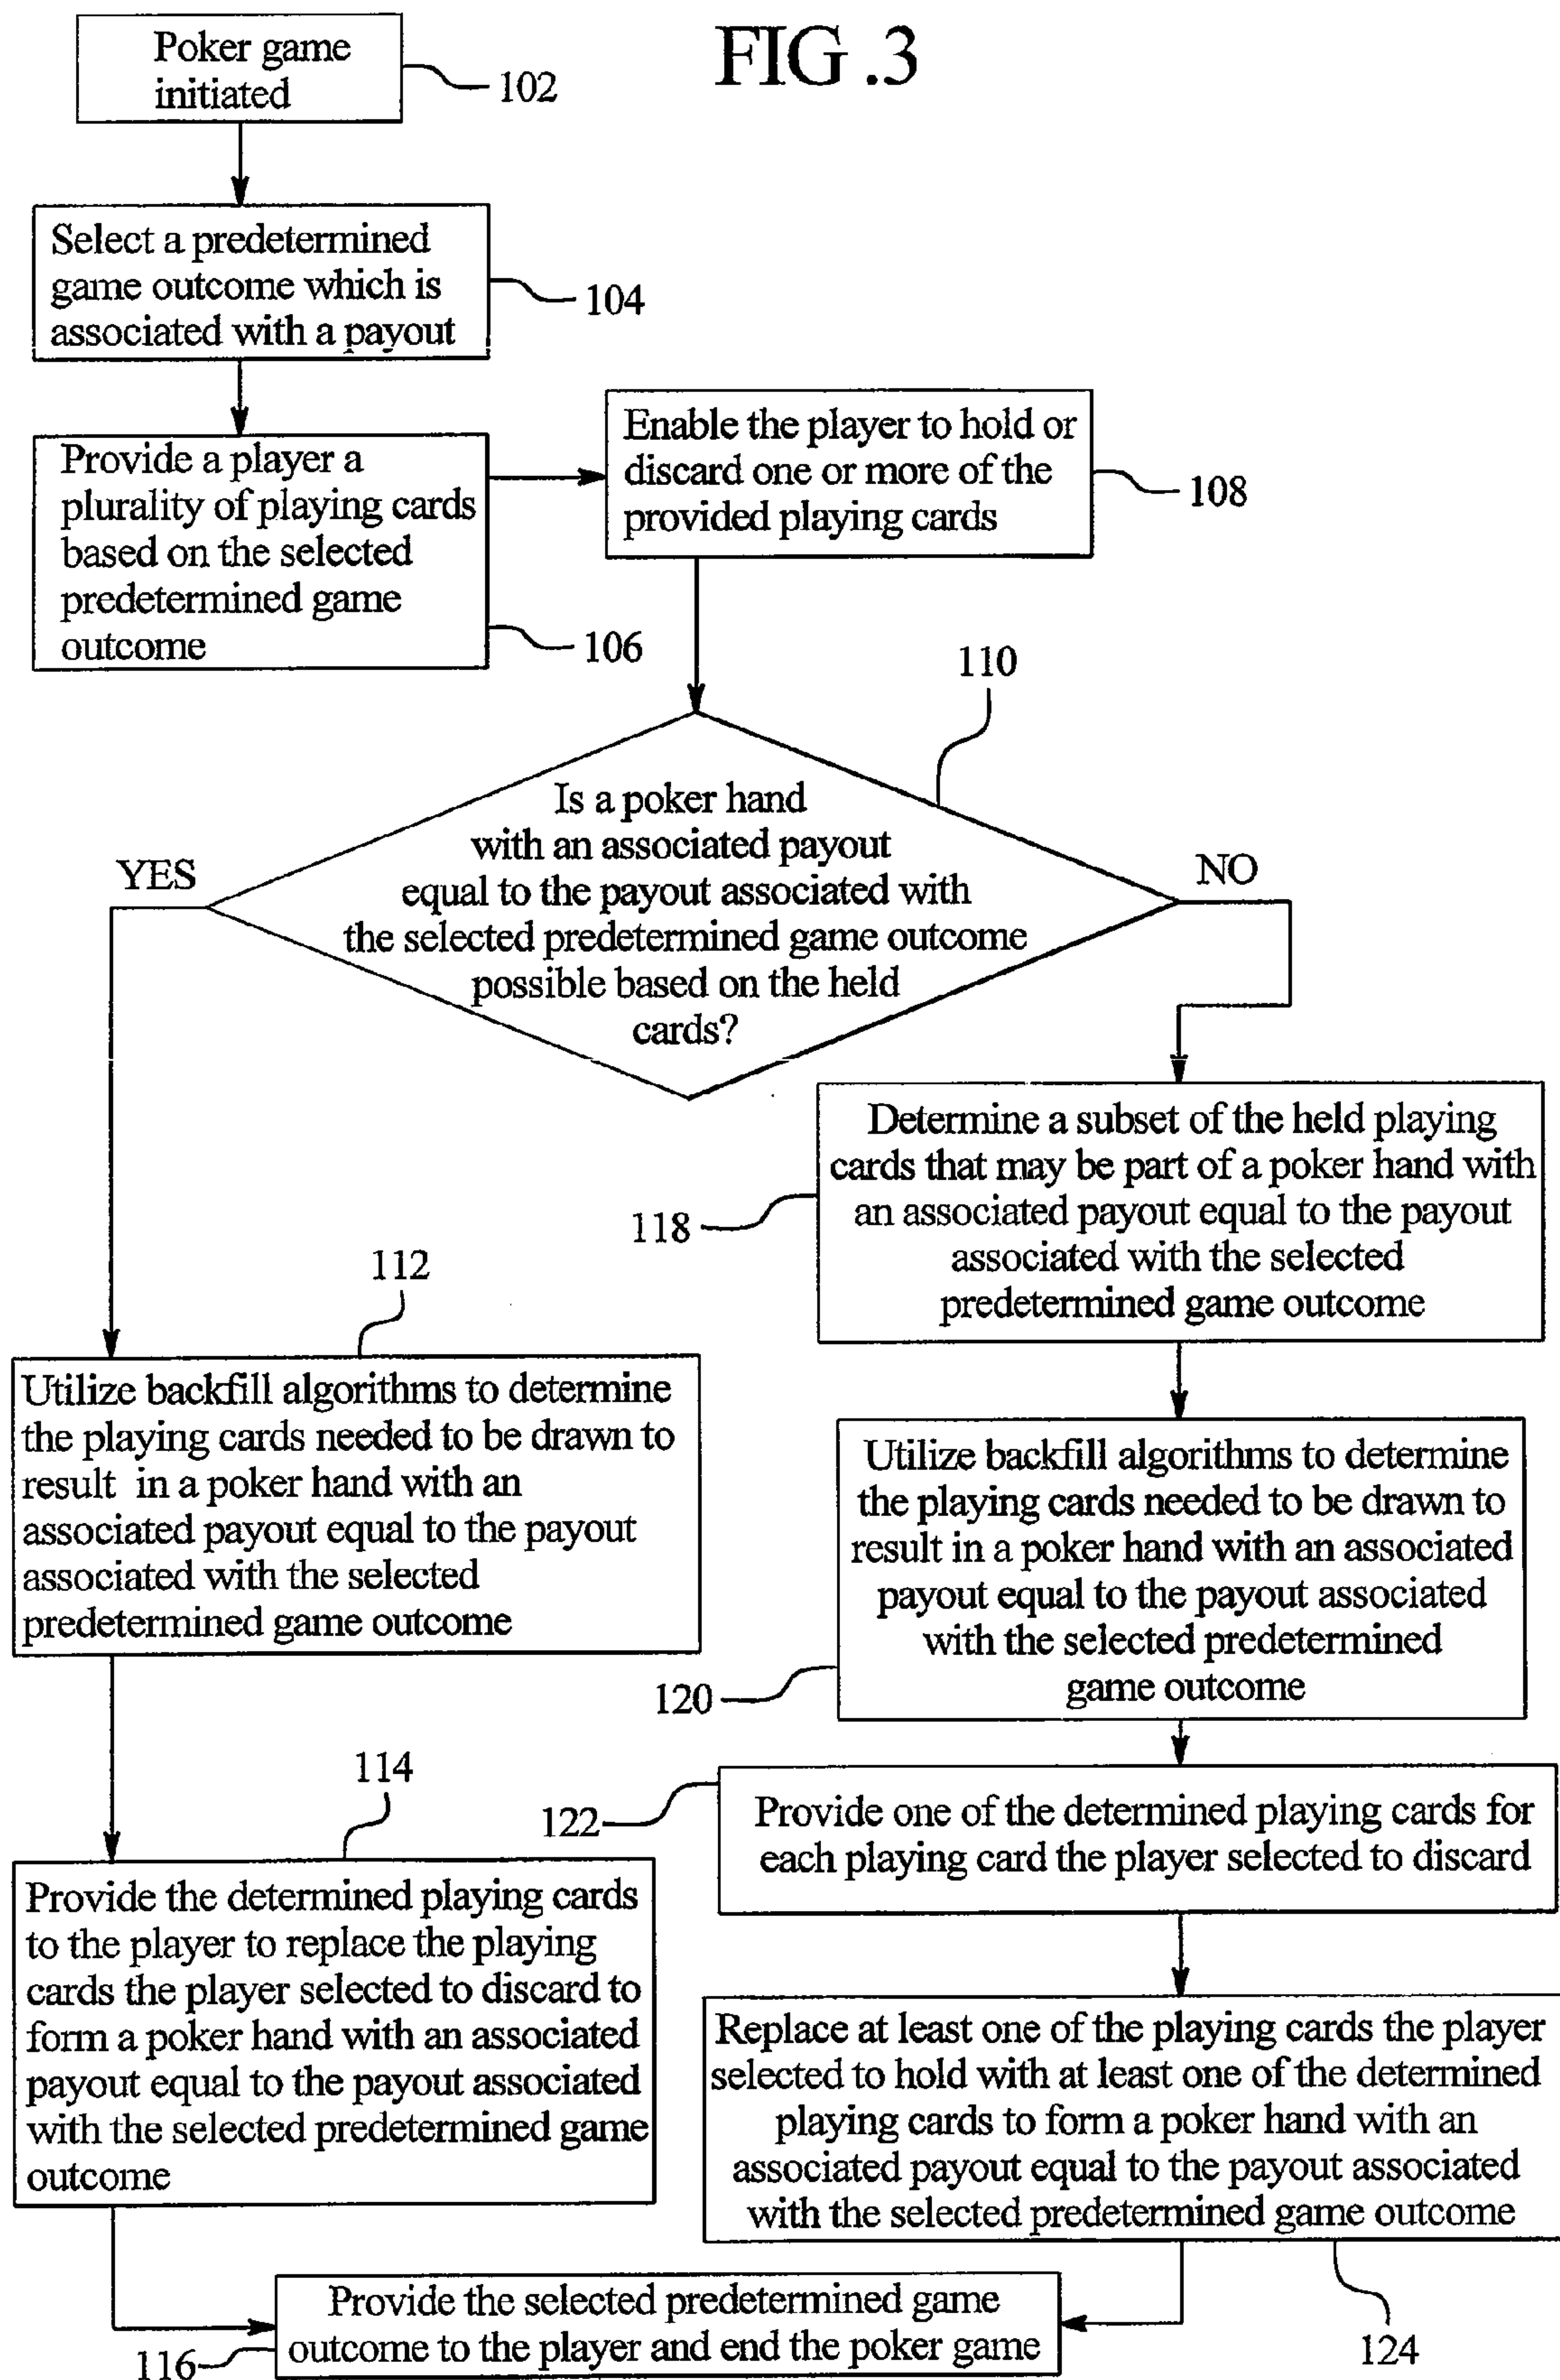 FIG.3
Poker game
initiated
102
Select a predetermined
game outcome which is
associated with a payout
104
Provide a player a
plurality of playing cards
based on the selected
predetermined game
outcome
106
Enable the player to hold or
discard one or more of the
provided playing cards
108
110
Is a poker hand
with an associated payout
equal to the payout associated with
the selected predetermined game outcome
possible based on the held
cards?
YES
NO
112
Utilize backfill algorithms to determine
the playing cards needed to be drawn to
result in a poker hand with an
associated payout equal to the payout
associated with the selected
predetermined game outcome
114
Provide the determined playing cards
to the player to replace the playing
cards the player selected to discard to
form a poker hand with an associated
payout equal to the payout associated
with the selected predetermined game
outcome
Determine a subset of the held playing
cards that may be part of a poker hand with
an associated payout equal to the payout
associated with the selected
predetermined game outcome
118
Utilize backfill algorithms to determine
the playing cards needed to be drawn to
result in a poker hand with an associated
payout equal to the payout associated
with the selected predetermined
game outcome
120
122
Provide one of the determined playing cards for
each playing card the player selected to discard
Replace at least one of the playing cards the player
selected to hold with at least one of the determined
playing cards to form a poker hand with an
associated payout equal to the payout associated
with the selected predetermined game outcome
124
Provide the selected predetermined game
outcome to the player and end the poker game
116